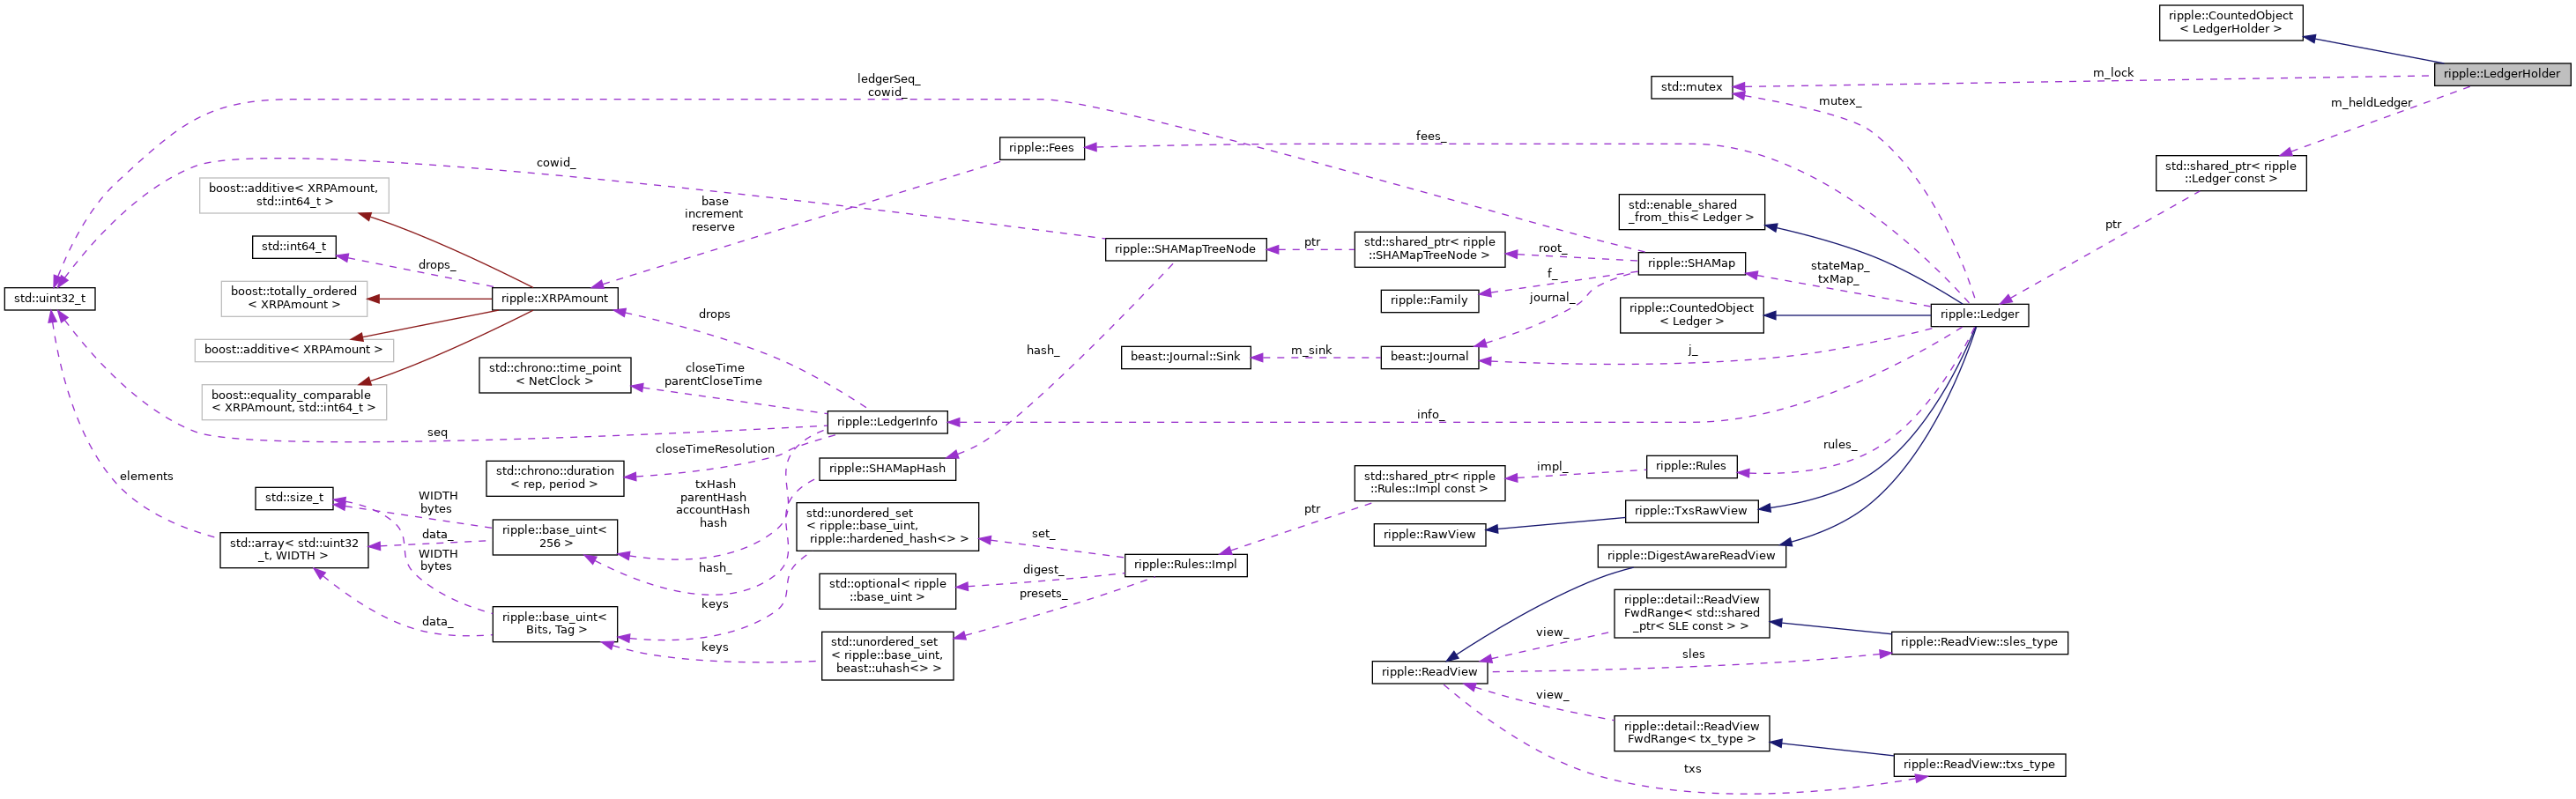 ripple::CountedObject
< LedgerHolder >
ripple::LedgerHolder
m_lock
m_heldLedger
std::mutex
mutex_
ledgerSeq_
cowid_
fees_
ripple::Fees
std::shared_ptr< ripple
::Ledger const >
ptr
cowid_
boost::additive< XRPAmount,
std::int64_t >
base
increment
reserve
std::enable_shared
_from_this< Ledger >
std::int64_t
drops_
ripple::SHAMapTreeNode
ptr
std::shared_ptr< ripple
::SHAMapTreeNode >
root_
ripple::SHAMap
stateMap_
txMap_
f_
std::uint32_t
boost::totally_ordered
< XRPAmount >
ripple::XRPAmount
ripple::Family
journal_
ripple::CountedObject
< Ledger >
ripple::Ledger
drops
boost::additive< XRPAmount >
hash_
beast::Journal::Sink
m_sink
beast::Journal
j_
std::chrono::time_point
< NetClock >
closeTime
parentCloseTime
boost::equality_comparable
< XRPAmount, std::int64_t >
ripple::LedgerInfo
info_
seq
closeTimeResolution
rules_
std::chrono::duration
< rep, period >
ripple::SHAMapHash
std::shared_ptr< ripple
::Rules::Impl const >
impl_
ripple::Rules
elements
std::size_t
WIDTH
bytes
txHash
parentHash
accountHash
hash
std::unordered_set
< ripple::base_uint,
ripple::hardened_hash<> >
ptr
ripple::TxsRawView
ripple::RawView
std::array< std::uint32
_t, WIDTH >
data_
ripple::base_uint<
256 >
set_
WIDTH
bytes
hash_
std::optional< ripple
::base_uint >
digest_
presets_
ripple::Rules::Impl
ripple::DigestAwareReadView
keys
data_
ripple::base_uint<
Bits, Tag >
keys
std::unordered_set
< ripple::base_uint,
beast::uhash<> >
ripple::detail::ReadView
FwdRange< std::shared
_ptr< SLE const > >
view_
ripple::ReadView::sles_type
sles
ripple::ReadView
view_
ripple::detail::ReadView
FwdRange< tx_type >
txs
ripple::ReadView::txs_type